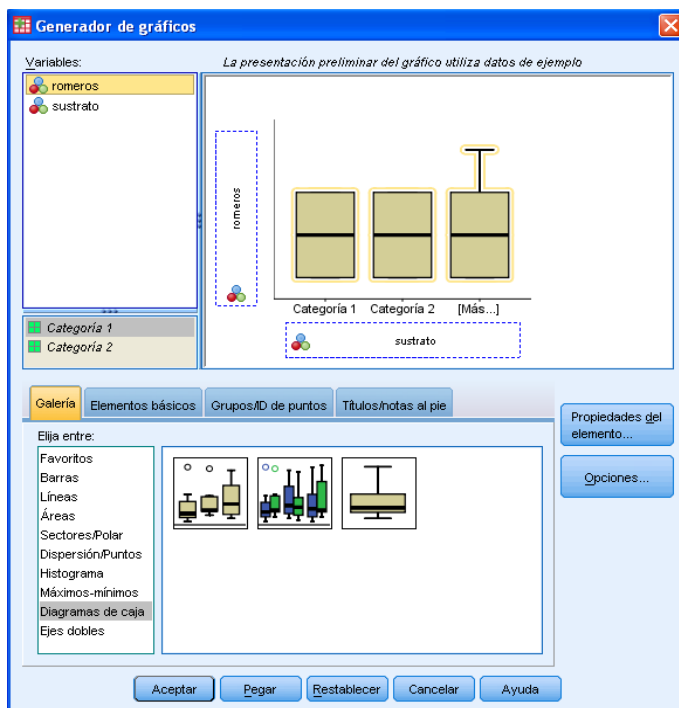 Generador de gráficos
Variables:
La presentación preliminar del gráfico utiliza datos de ejemplo
romeros
sustrato
romeros
Categoría 1 Categoría 2 [Más...]
sustrato
Categoría 1
Categoría 2
Galería Elementos básicos Grupos/ID de puntos Títulos/notas al pie
Elija entre:
Favoritos
Barras
Líneas
Áreas
Sectores/Polar
Dispersión/Puntos
Histograma
Máximos-mínimos
Diagramas de caja
Ejes dobles
Propiedades del
elemento...
Opciones...
Aceptar Pegar Restablecer Cancelar Ayuda